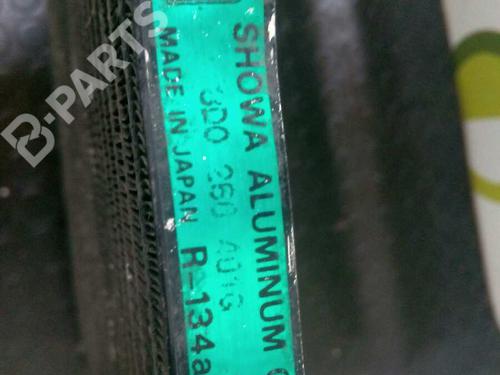 SHOWA ALUMINUM C
3D0 260 401G
MADE IN JAPAN R-134a
B-PARTS